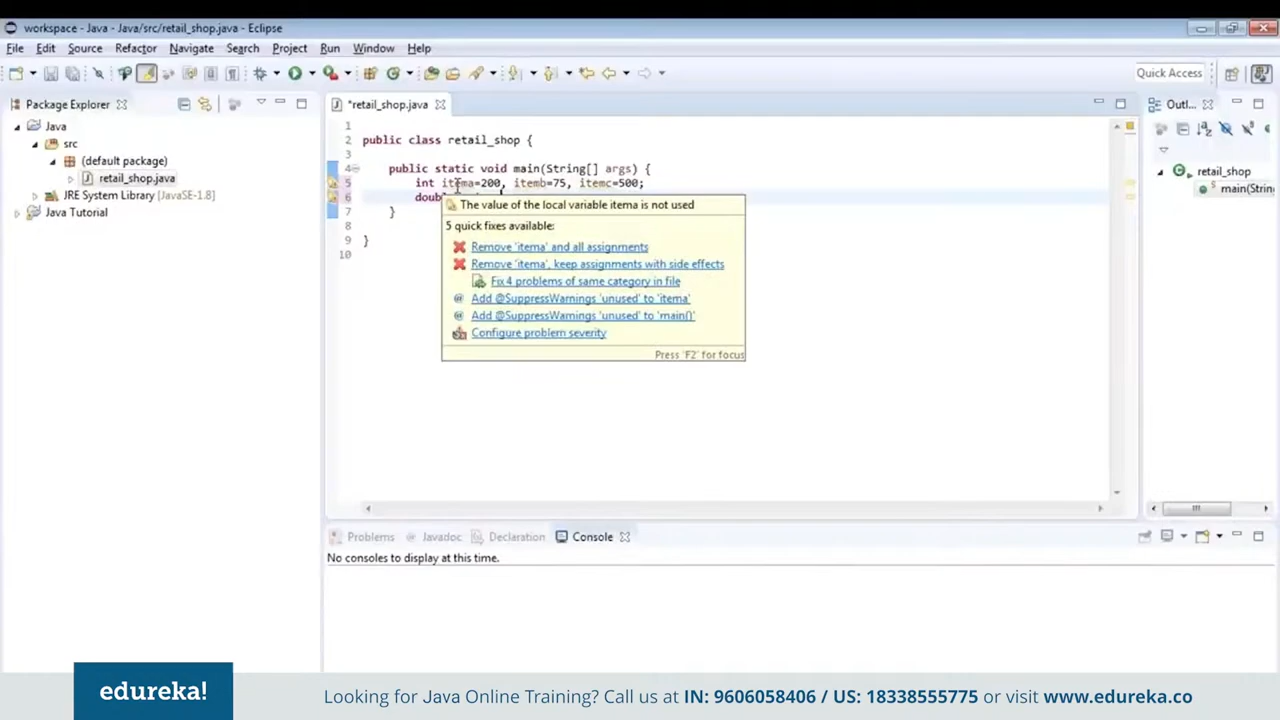 workspace - Java - Java/src/retail_shop.java - Eclipse
File Edit Source Refactor Navigate Search Project Run Window Help
Quick Access
Package Explorer
Java
src
(default package)
retail_shop.java
JRE System Library [JavaSE-1.8]
Java Tutorial
*retail_shop.java
1
2 public class retail_shop {
3
4 public static void main(String[] args) {
5 int itema=200, itemb=75, itemc=500;
6 doub
7 }
8
9 }
10
The value of the local variable itema is not used
5 quick fixes available:
Remove 'itema' and all assignments
Remove 'itema', keep assignments with side effects
Fix 4 problems of same category in file
Add @SuppressWarnings 'unused' to 'itema'
Add @SuppressWarnings 'unused' to 'main()'
Configure problem severity
Press 'F2' for focus
Outl...
retail_shop
main(String
Problems Javadoc Declaration Console
No consoles to display at this time.
edureka!
Looking for Java Online Training? Call us at IN: 9606058406 / US: 18338555775 or visit www.edureka.co